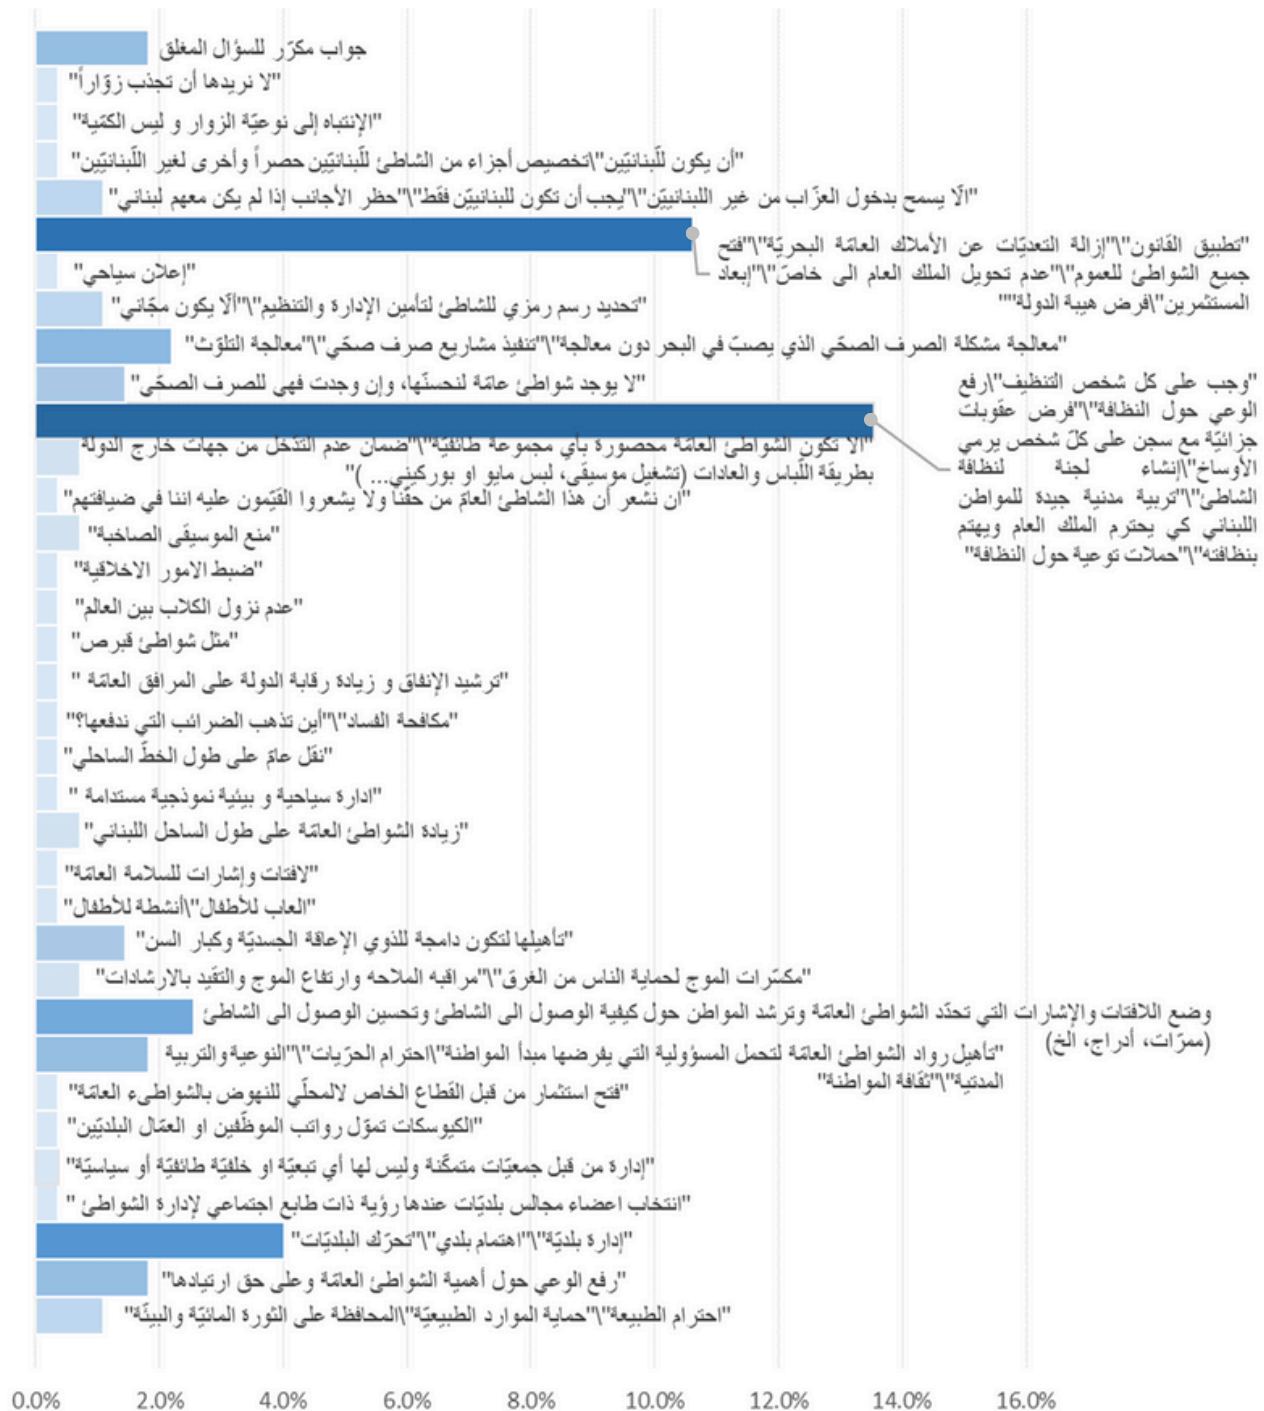 جواب مكرّر للسؤال المغلق
"لا نريدها أن تجذب زوّاراً"
"الإنتباه إلى نوعيّة الزوار و ليس الكمّية"
"أن يكون للّبنانيّين"\تخصيص أجزاء من الشاطئ للّبنانيّين حصراً وأخرى لغير اللّبنانيّين"
"ألّا يسمح بدخول العزّاب من غير اللبنانييّن"\"يجب أن تكون للبنانييّن فقط"\"حظر الأجانب إذا لم يكن معهم لبناني"
"تطبيق القانون"\"إزالة التعديّات عن الأملاك العامّة البحريّة"\"فتح
جميع الشواطئ للعموم"\"عدم تحويل الملك العام الى خاصّ"\"إبعاد
المستثمرين"\فرض هيبة الدولة""
"إعلان سياحي"
"تحديد رسم رمزي للشاطئ لتأمين الإدارة والتنظيم"\"ألّا يكون مجّاني"
"معالجة مشكلة الصرف الصحّي الذي يصبّ في البحر دون معالجة"\"تنفيذ مشاريع صرف صحّي"\"معالجة التلوّث"
"لا يوجد شواطئ عامّة لنحسنّها، وإن وجدت فهي للصرف الصحّي"
"وجب على كل شخص التنظيف"\رفع
الوعي حول النظافة"\"فرض عقوبات
جزائيّة مع سجن على كلّ شخص يرمي
الأوساخ"\إنشاء لجنة لنظافة
الشاطئ"\"تربية مدنية جيدة للمواطن
اللبناني كي يحترم الملك العام ويهتم
بنظافته"\"حملات توعية حول النظافة"
"ألا تكون الشواطئ العامّة محصورة بأي مجموعة طائفيّة"\"ضمان عدم التدّخل من جهات خارج الدولة
بطريقة اللّباس والعادات (تشغيل موسيقى، لبس مايو او بوركيني... )"
"ان نشعر أن هذا الشاطئ العامّ من حقّنا ولا يشعروا القيّمون عليه اننا في ضيافتهم"
"منع الموسيقى الصاخبة"
"ضبط الامور الاخلاقية"
"عدم نزول الكلاب بين العالم"
"مثل شواطئ قبرص"
"ترشيد الإنفاق و زيادة رقابة الدولة على المرافق العامّة "
"مكافحة الفساد"\"أين تذهب الضرائب التي ندفعها؟"
"نقل عامّ على طول الخطّ الساحلي"
"ادارة سياحية و بيئية نموذجية مستدامة "
"زيادة الشواطئ العامّة على طول الساحل اللبناني"
"لافتات وإشارات للسلامة العامّة"
"العاب للأطفال"\أنشطة للأطفال"
"تأهيلها لتكون دامجة للذوي الإعاقة الجسديّة وكبار السن"
"مكسّرات الموج لحماية الناس من الغرق"\"مراقبه الملاحه وارتفاع الموج والتقّيد بالارشادات"
وضع اللافتات والإشارات التي تحدّد الشواطئ العامّة وترشد المواطن حول كيفية الوصول الى الشاطئ وتحسين الوصول الى الشاطئ
(ممرّات، أدراج، الخ)
"تأهيل رواد الشواطئ العامّة لتحمل المسؤولية التي يفرضها مبدأ المواطنة"\احترام الحرّيات"\"النوعية والتربية
المدتية"\"ثقافة المواطنة"
"فتح استثمار من قبل القطاع الخاص لالمحلّي للنهوض بالشواطىء العامّة"
"الكيوسكات تموّل رواتب الموظّفين او العمّال البلديّين"
"إدارة من قبل جمعيّات متمكّنة وليس لها أي تبعيّة او خلفيّة طائفيّة أو سياسيّة"
"انتخاب اعضاء مجالس بلديّات عندها رؤية ذات طابع اجتماعي لإدارة الشواطئ "
"إدارة بلديّة"\"اهتمام بلدي"\"تحرّك البلديّات"
"رفع الوعي حول أهمية الشواطئ العامّة وعلى حق ارتيادها"
"احترام الطبيعة"\"حماية الموارد الطبيعيّة"\المحافظة على الثورة المائيّة والبيئّة"
0.0% 2.0% 4.0% 6.0% 8.0% 10.0% 12.0% 14.0% 16.0%